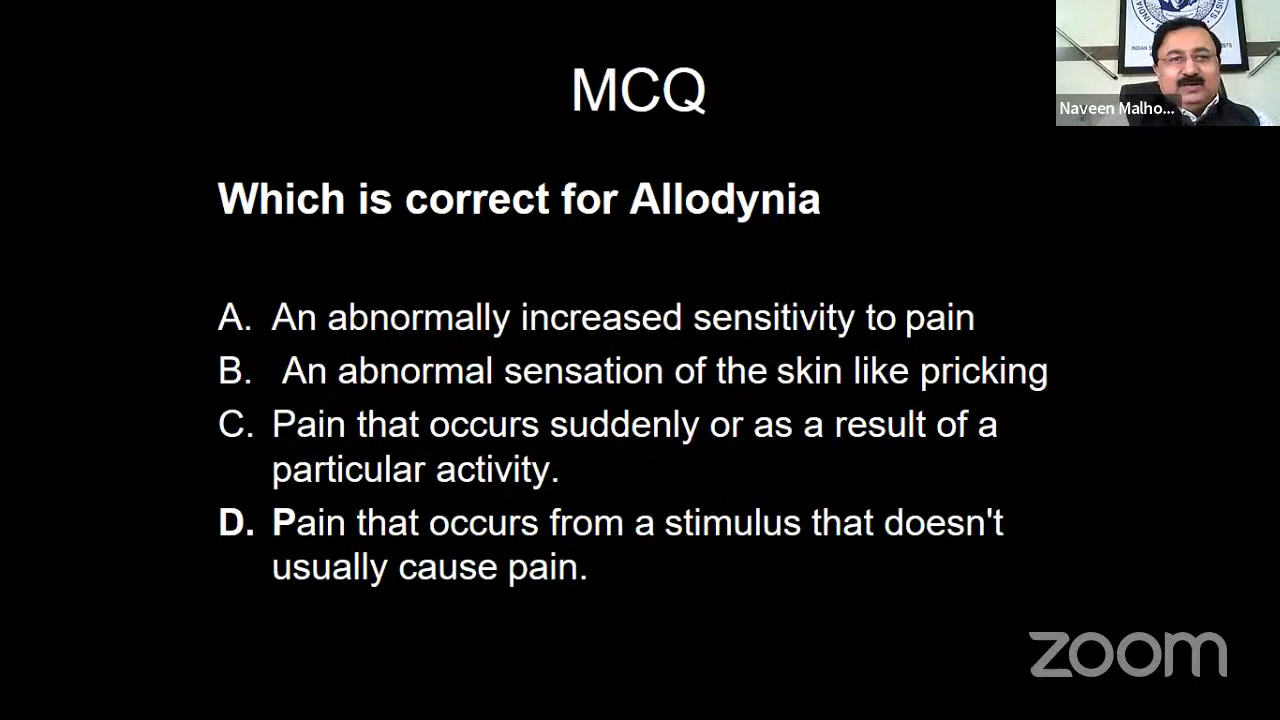 MCQ
INDIAN S
Naveen Malho...
Which is correct for Allodynia
A. An abnormally increased sensitivity to pain
B. An abnormal sensation of the skin like pricking
C. Pain that occurs suddenly or as a result of a
particular activity.
D. Pain that occurs from a stimulus that doesn't
usually cause pain.
zoom